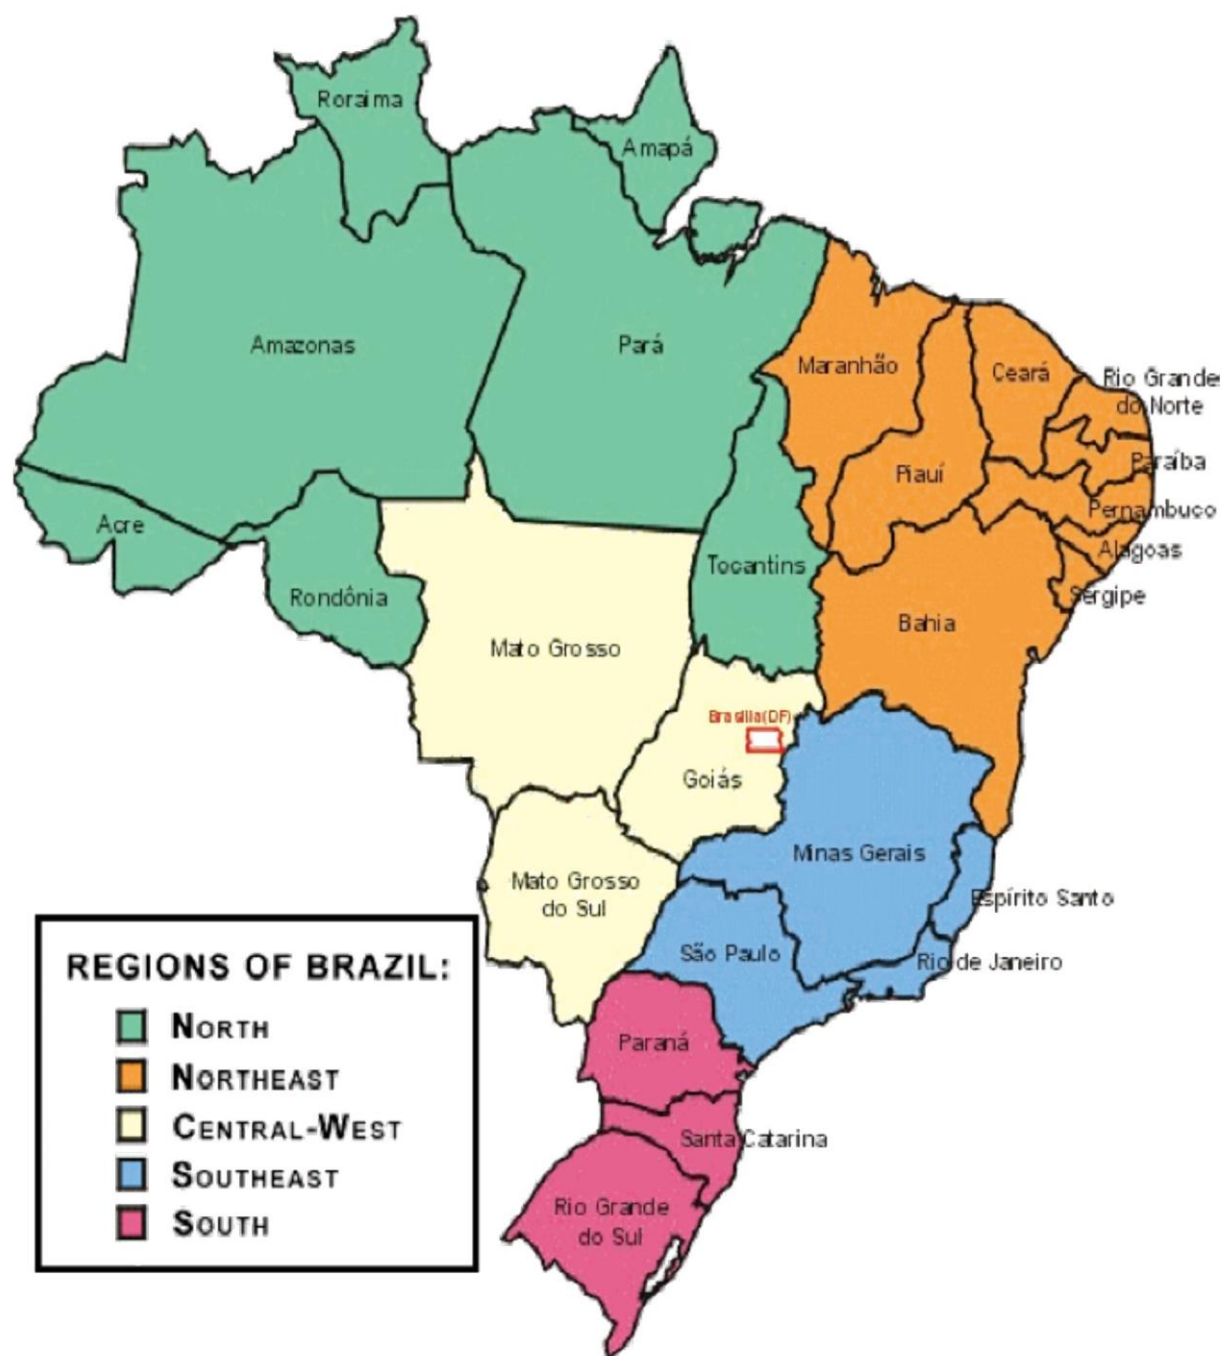 Roraima
Amapá
Amazonas
Pará
Maranhão
Ceará
Rio Grande
do Norte
Paraíba
Piauí
Pernambuco
Acre
Alagoas
Tocantins
Rondônia
Sergipe
Bahia
Mato Grosso
Brasilia(DF)
Goiás
Minas Gerais
Mato Grosso
do Sul
Espírito Santo
São Paulo
Rio de Janeiro
REGIONS OF BRAZIL:
NORTH
NORTHEAST
CENTRAL-WEST
SOUTHEAST
SOUTH
Paraná
Santa Catarina
Rio Grande
do Sul